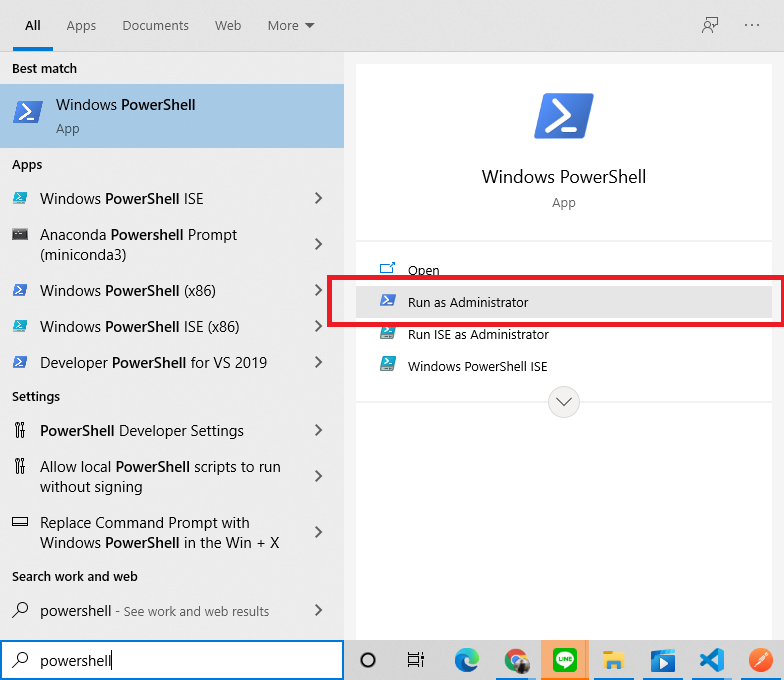 All Apps Documents Web More
Best match
Windows PowerShell
App
Apps
Windows PowerShell ISE
Anaconda Powershell Prompt
(miniconda3)
Windows PowerShell (x86)
Windows PowerShell ISE (x86)
Developer PowerShell for VS 2019
Settings
PowerShell Developer Settings
Allow local PowerShell scripts to run
without signing
Replace Command Prompt with
Windows PowerShell in the Win + X
Search work and web
powershell - See work and web results
powershell
Windows PowerShell
App
Open
Run as Administrator
Run ISE as Administrator
Windows PowerShell ISE
LINE